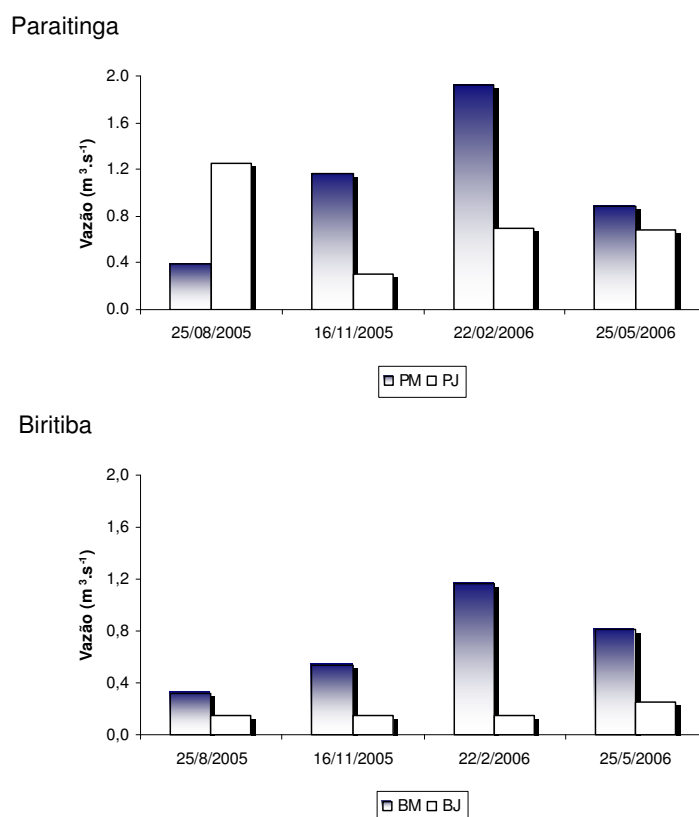 Paraitinga
2.0
1.6
1.2
0.8
0.4
0.0
Vazão (m ³.s⁻¹)
25/08/2005 16/11/2005 22/02/2006 25/05/2006
PM PJ
Biritiba
2,0
1,6
1,2
0,8
0,4
0,0
Vazão (m ³.s⁻¹)
25/8/2005 16/11/2005 22/2/2006 25/5/2006
BM BJ